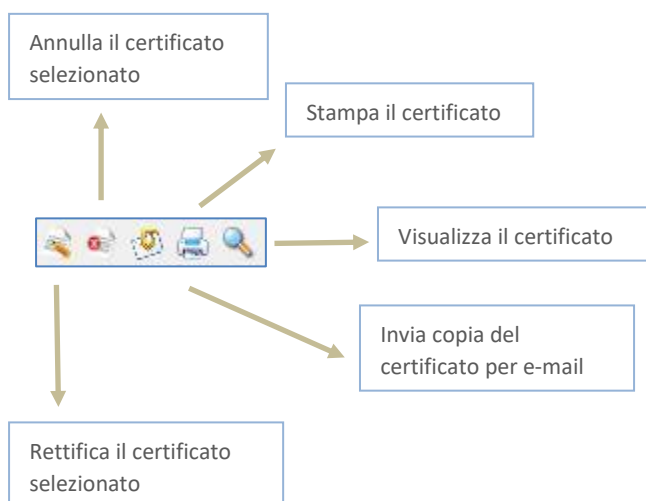 Annulla il certificato
selezionato
Stampa il certificato
Visualizza il certificato
Invia copia del
certificato per e-mail
Rettifica il certificato
selezionato